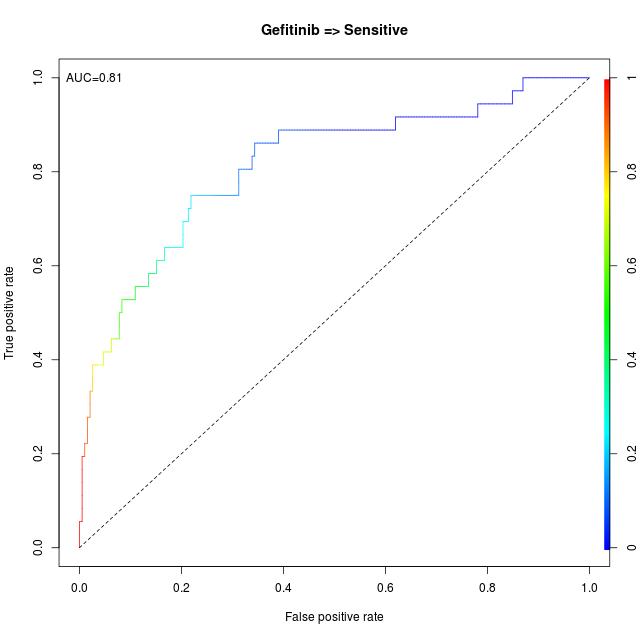 Gefitinib => Sensitive
AUC=0.81
True positive rate
1.0
0.8
0.6
0.4
0.2
0.0
0.0 0.2 0.4 0.6 0.8 1.0
False positive rate
1
0.8
0.6
0.4
0.2
0